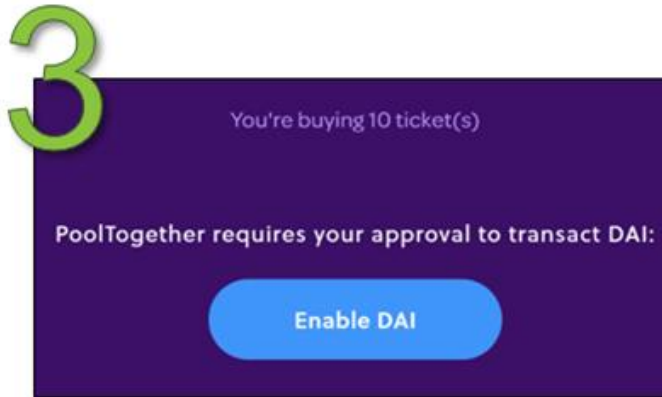 3
You're buying 10 ticket(s)
PoolTogether requires your approval to transact DAI:
Enable DAI